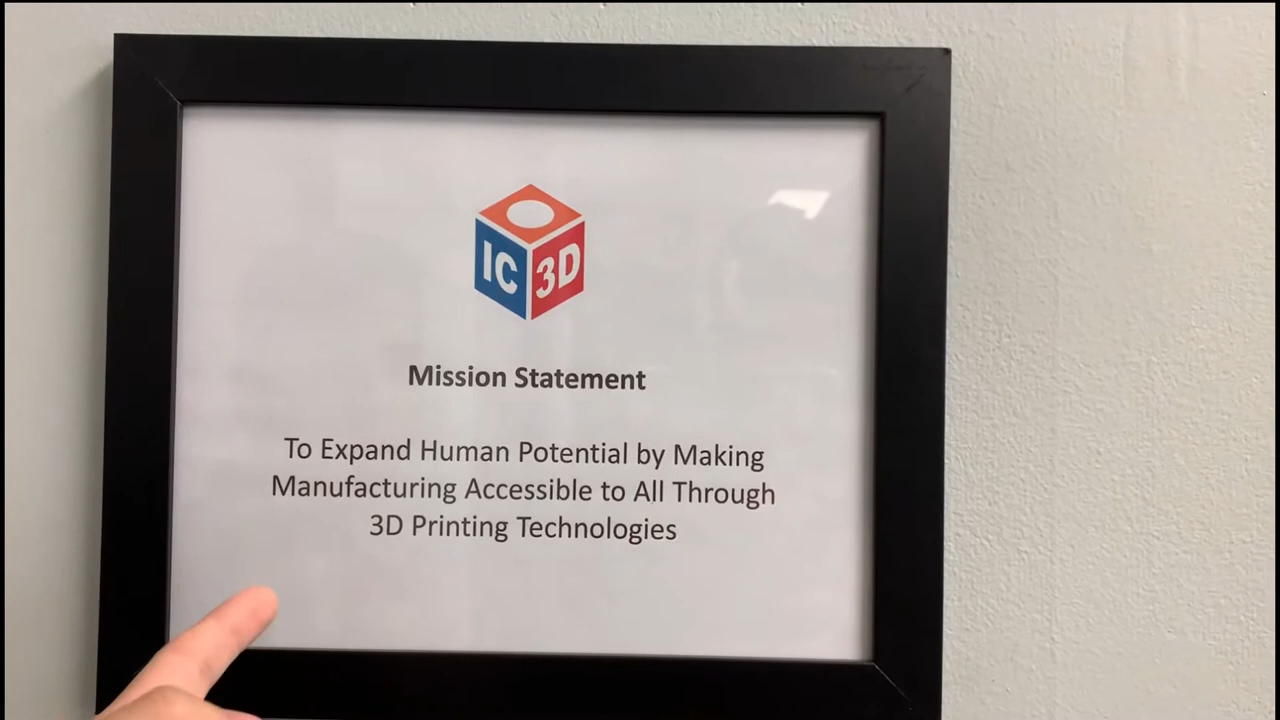 IC 3D
Mission Statement
To Expand Human Potential by Making
Manufacturing Accessible to All Through
3D Printing Technologies